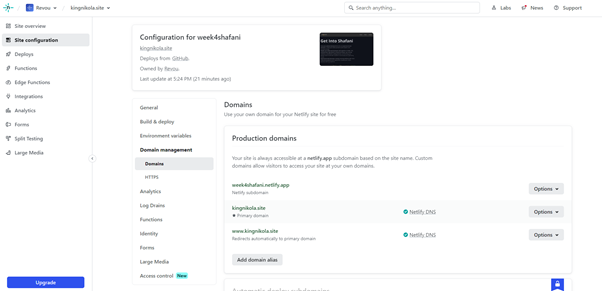 Revou
kingnikola.site
Search anything...
Labs
News
Support
Site overview
Site configuration
Deploys
Functions
Edge Functions
Integrations
Analytics
Forms
Split Testing
Large Media
Upgrade
Configuration for week4shafani
kingnikola.site
Deploys from GitHub.
Owned by Revou.
Last update at 5:24 PM (21 minutes ago)
Get Into Shafani
General
Build & deploy
Environment variables
Domain management
Domains
HTTPS
Analytics
Log Drains
Functions
Identity
Forms
Large Media
Access control New
Domains
Use your own domain for your Netlify site for free
Production domains
Your site is always accessible at a netlify.app subdomain based on the site name. Custom
domains allow visitors to access your site at your own domains.
week4shafani.netlify.app
Netlify subdomain
Options
kingnikola.site
Primary domain
Netlify DNS
Options
www.kingnikola.site
Redirects automatically to primary domain
Netlify DNS
Options
Add domain alias
Automatic deploy subdomains